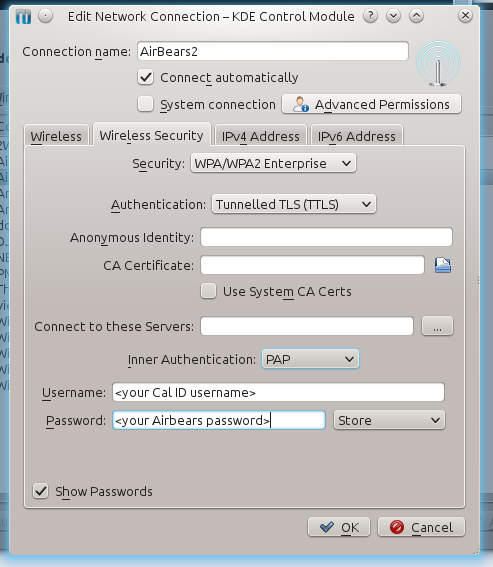 Edit Network Connection – KDE Control Module
Connection name: AirBears2
Connect automatically
System connection Advanced Permissions
Wireless Wireless Security IPv4 Address IPv6 Address
Security: WPA/WPA2 Enterprise
Authentication: Tunnelled TLS (TTLS)
Anonymous Identity:
CA Certificate:
Use System CA Certs
Connect to these Servers: ...
Inner Authentication: PAP
Username: <your Cal ID username>
Password: <your Airbears password> Store
Show Passwords
OK Cancel